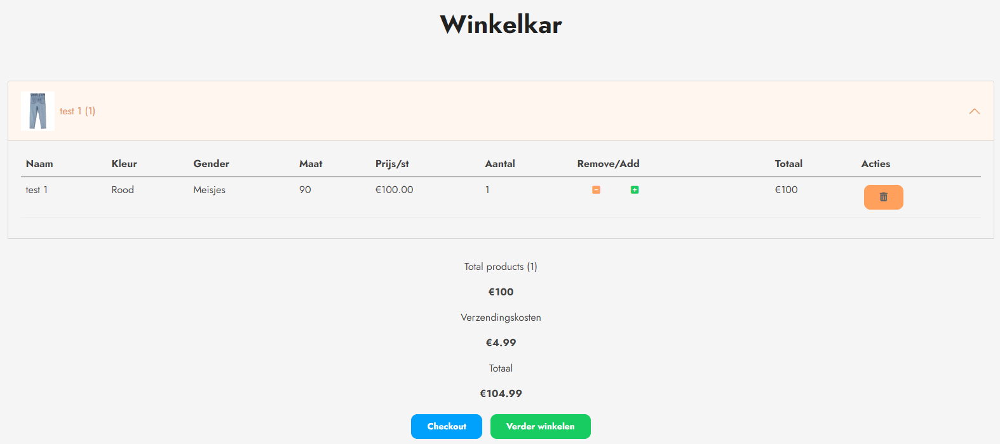 Winkelkar
test 1 (1)
Naam Kleur Gender Maat Prijs/st Aantal Remove/Add Totaal Acties
test 1 Rood Meisjes 90 €100.00 1 €100
Total products (1)
€100
Verzendingskosten
€4.99
Totaal
€104.99
Checkout Verder winkelen